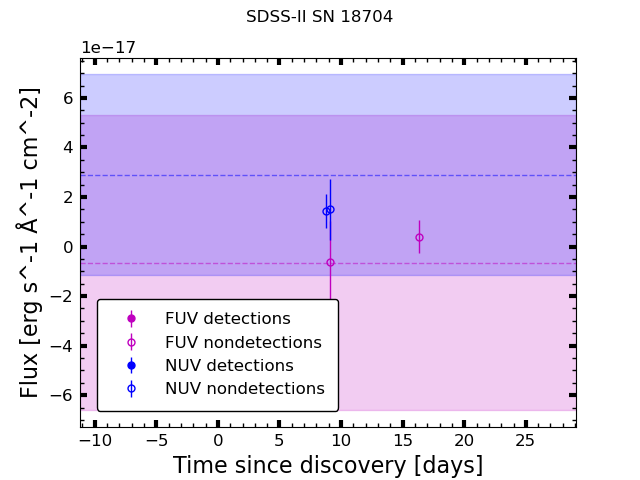 SDSS-II SN 18704
1e−17
Flux [erg s^-1 Å^-1 cm^-2]
6
4
2
0
−2
−4
−6
FUV detections
FUV nondetections
NUV detections
NUV nondetections
−10 −5 0 5 10 15 20 25
Time since discovery [days]